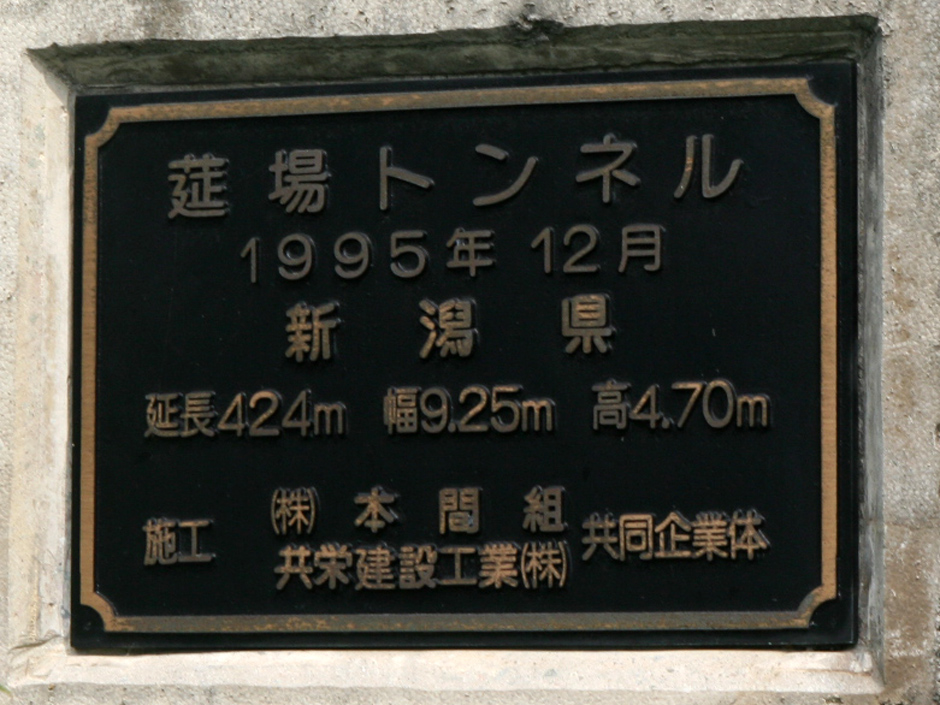 莚場トンネル
1995年 12月
新潟県
延長424m 幅9.25m 高4.70m
施工 ㈱本間組 共栄建設工業㈱ 共同企業体